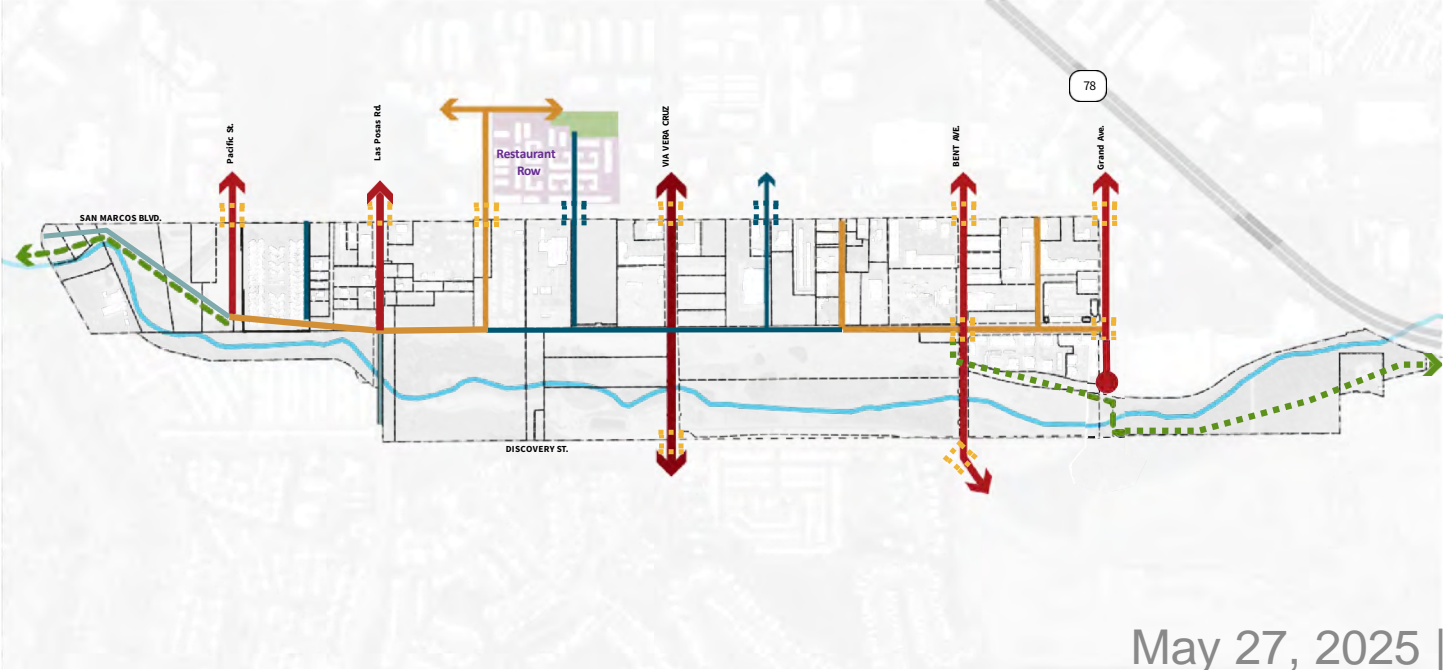 78
Pacific St.
Las Posas Rd.
VIA VERA CRUZ
BENT AVE.
Grand Ave.
Restaurant
Row
SAN MARCOS BLVD.
DISCOVERY ST.
May 27, 2025 |